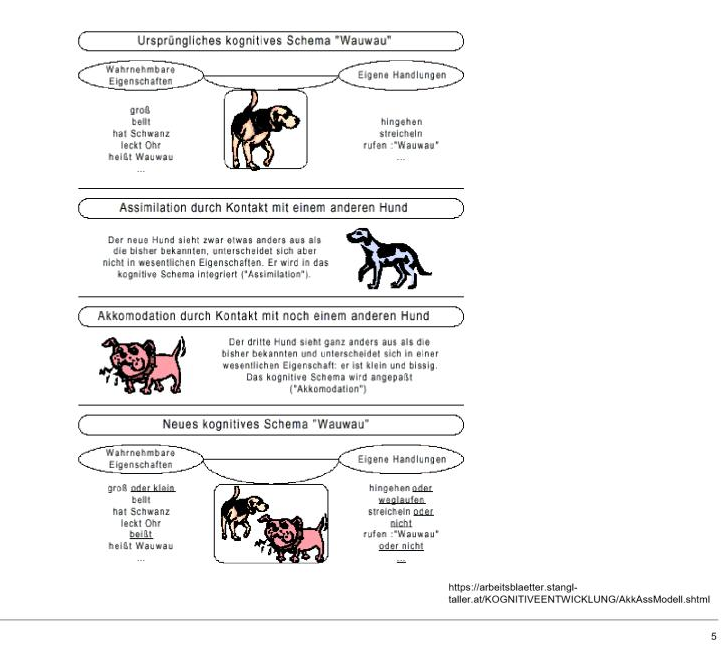 Ursprüngliches kognitives Schema "Wauwau"
Wahrnehmbare
Eigenschaften
Eigene Handlungen
groß
bellt
hat Schwanz
leckt Ohr
heißt Wauwau
...
hingehen
streicheln
rufen :"Wauwau"
...
Assimilation durch Kontakt mit einem anderen Hund
Der neue Hund sieht zwar etwas anders aus als
die bisher bekannten, unterscheidet sich aber
nicht in wesentlichen Eigenschaften. Er wird in das
kognitive Schema integriert ("Assimilation").
Akkomodation durch Kontakt mit noch einem anderen Hund
Der dritte Hund sieht ganz anders aus als die
bisher bekannten und unterscheidet sich in einer
wesentlichen Eigenschaft: er ist klein und bissig.
Das kognitive Schema wird angepaßt
("Akkomodation")
Neues kognitives Schema "Wauwau"
Wahrnehmbare
Eigenschaften
Eigene Handlungen
groß oder klein
bellt
hat Schwanz
leckt Ohr
beißt
heißt Wauwau
...
hingehen oder
weglaufen
streicheln oder
nicht
rufen :"Wauwau"
oder nicht
...
https://arbeitsblaetter.stangl-
taller.at/KOGNITIVEENTWICKLUNG/AkkAssModell.shtml
5